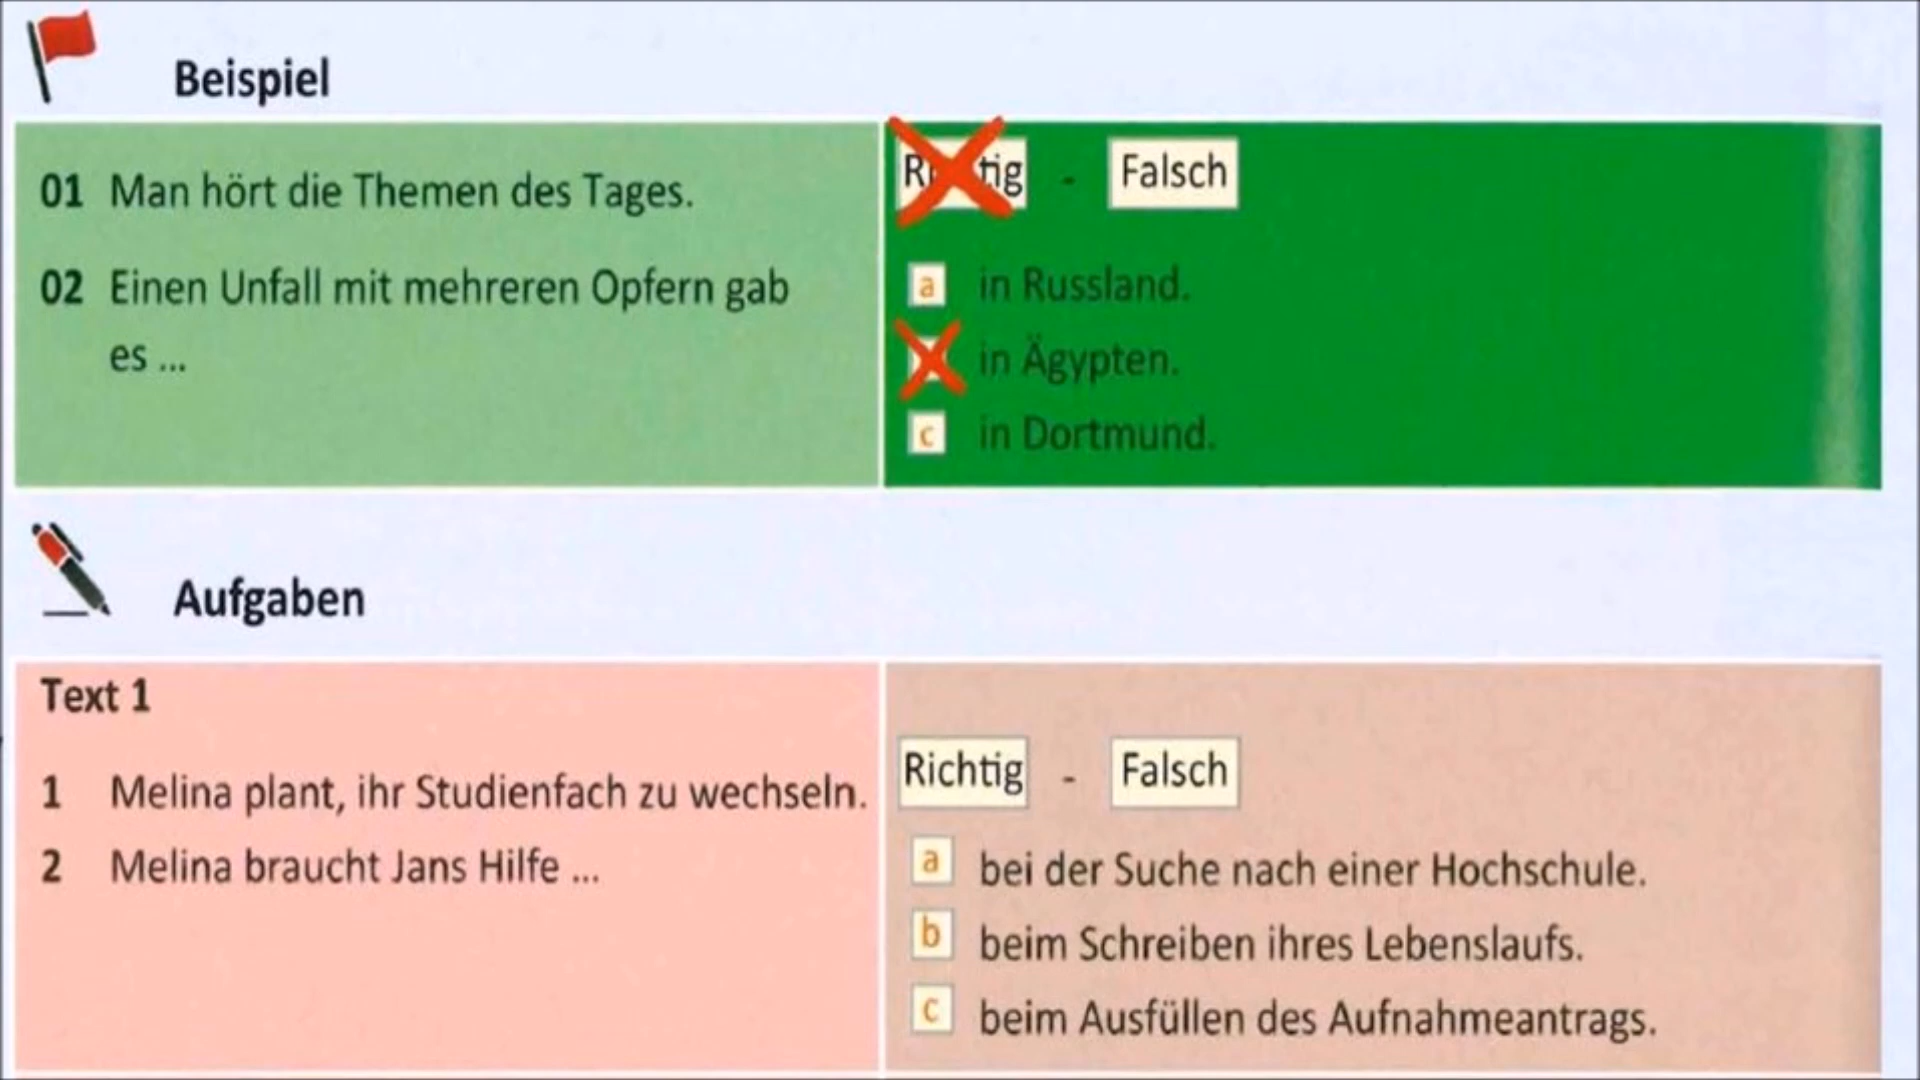 Beispiel
01 Man hört die Themen des Tages.
Richtig - Falsch
02 Einen Unfall mit mehreren Opfern gab
es ...
a in Russland.
in Ägypten.
c in Dortmund.
Aufgaben
Text 1
1 Melina plant, ihr Studienfach zu wechseln.
Richtig - Falsch
2 Melina braucht Jans Hilfe ...
a bei der Suche nach einer Hochschule.
b beim Schreiben ihres Lebenslaufs.
c beim Ausfüllen des Aufnahmeantrags.